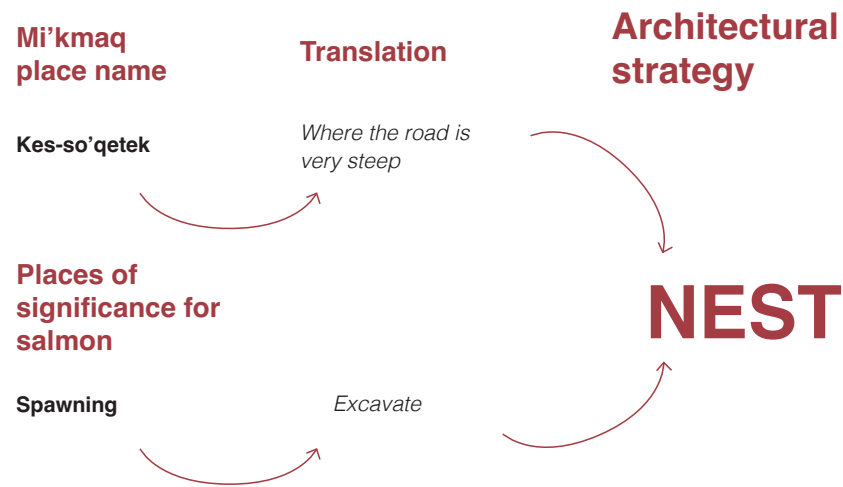 Mi’kmaq
place name
Translation
Architectural
strategy
Kes-so’qetek
Where the road is
very steep
Places of
significance for
salmon
NEST
Spawning
Excavate